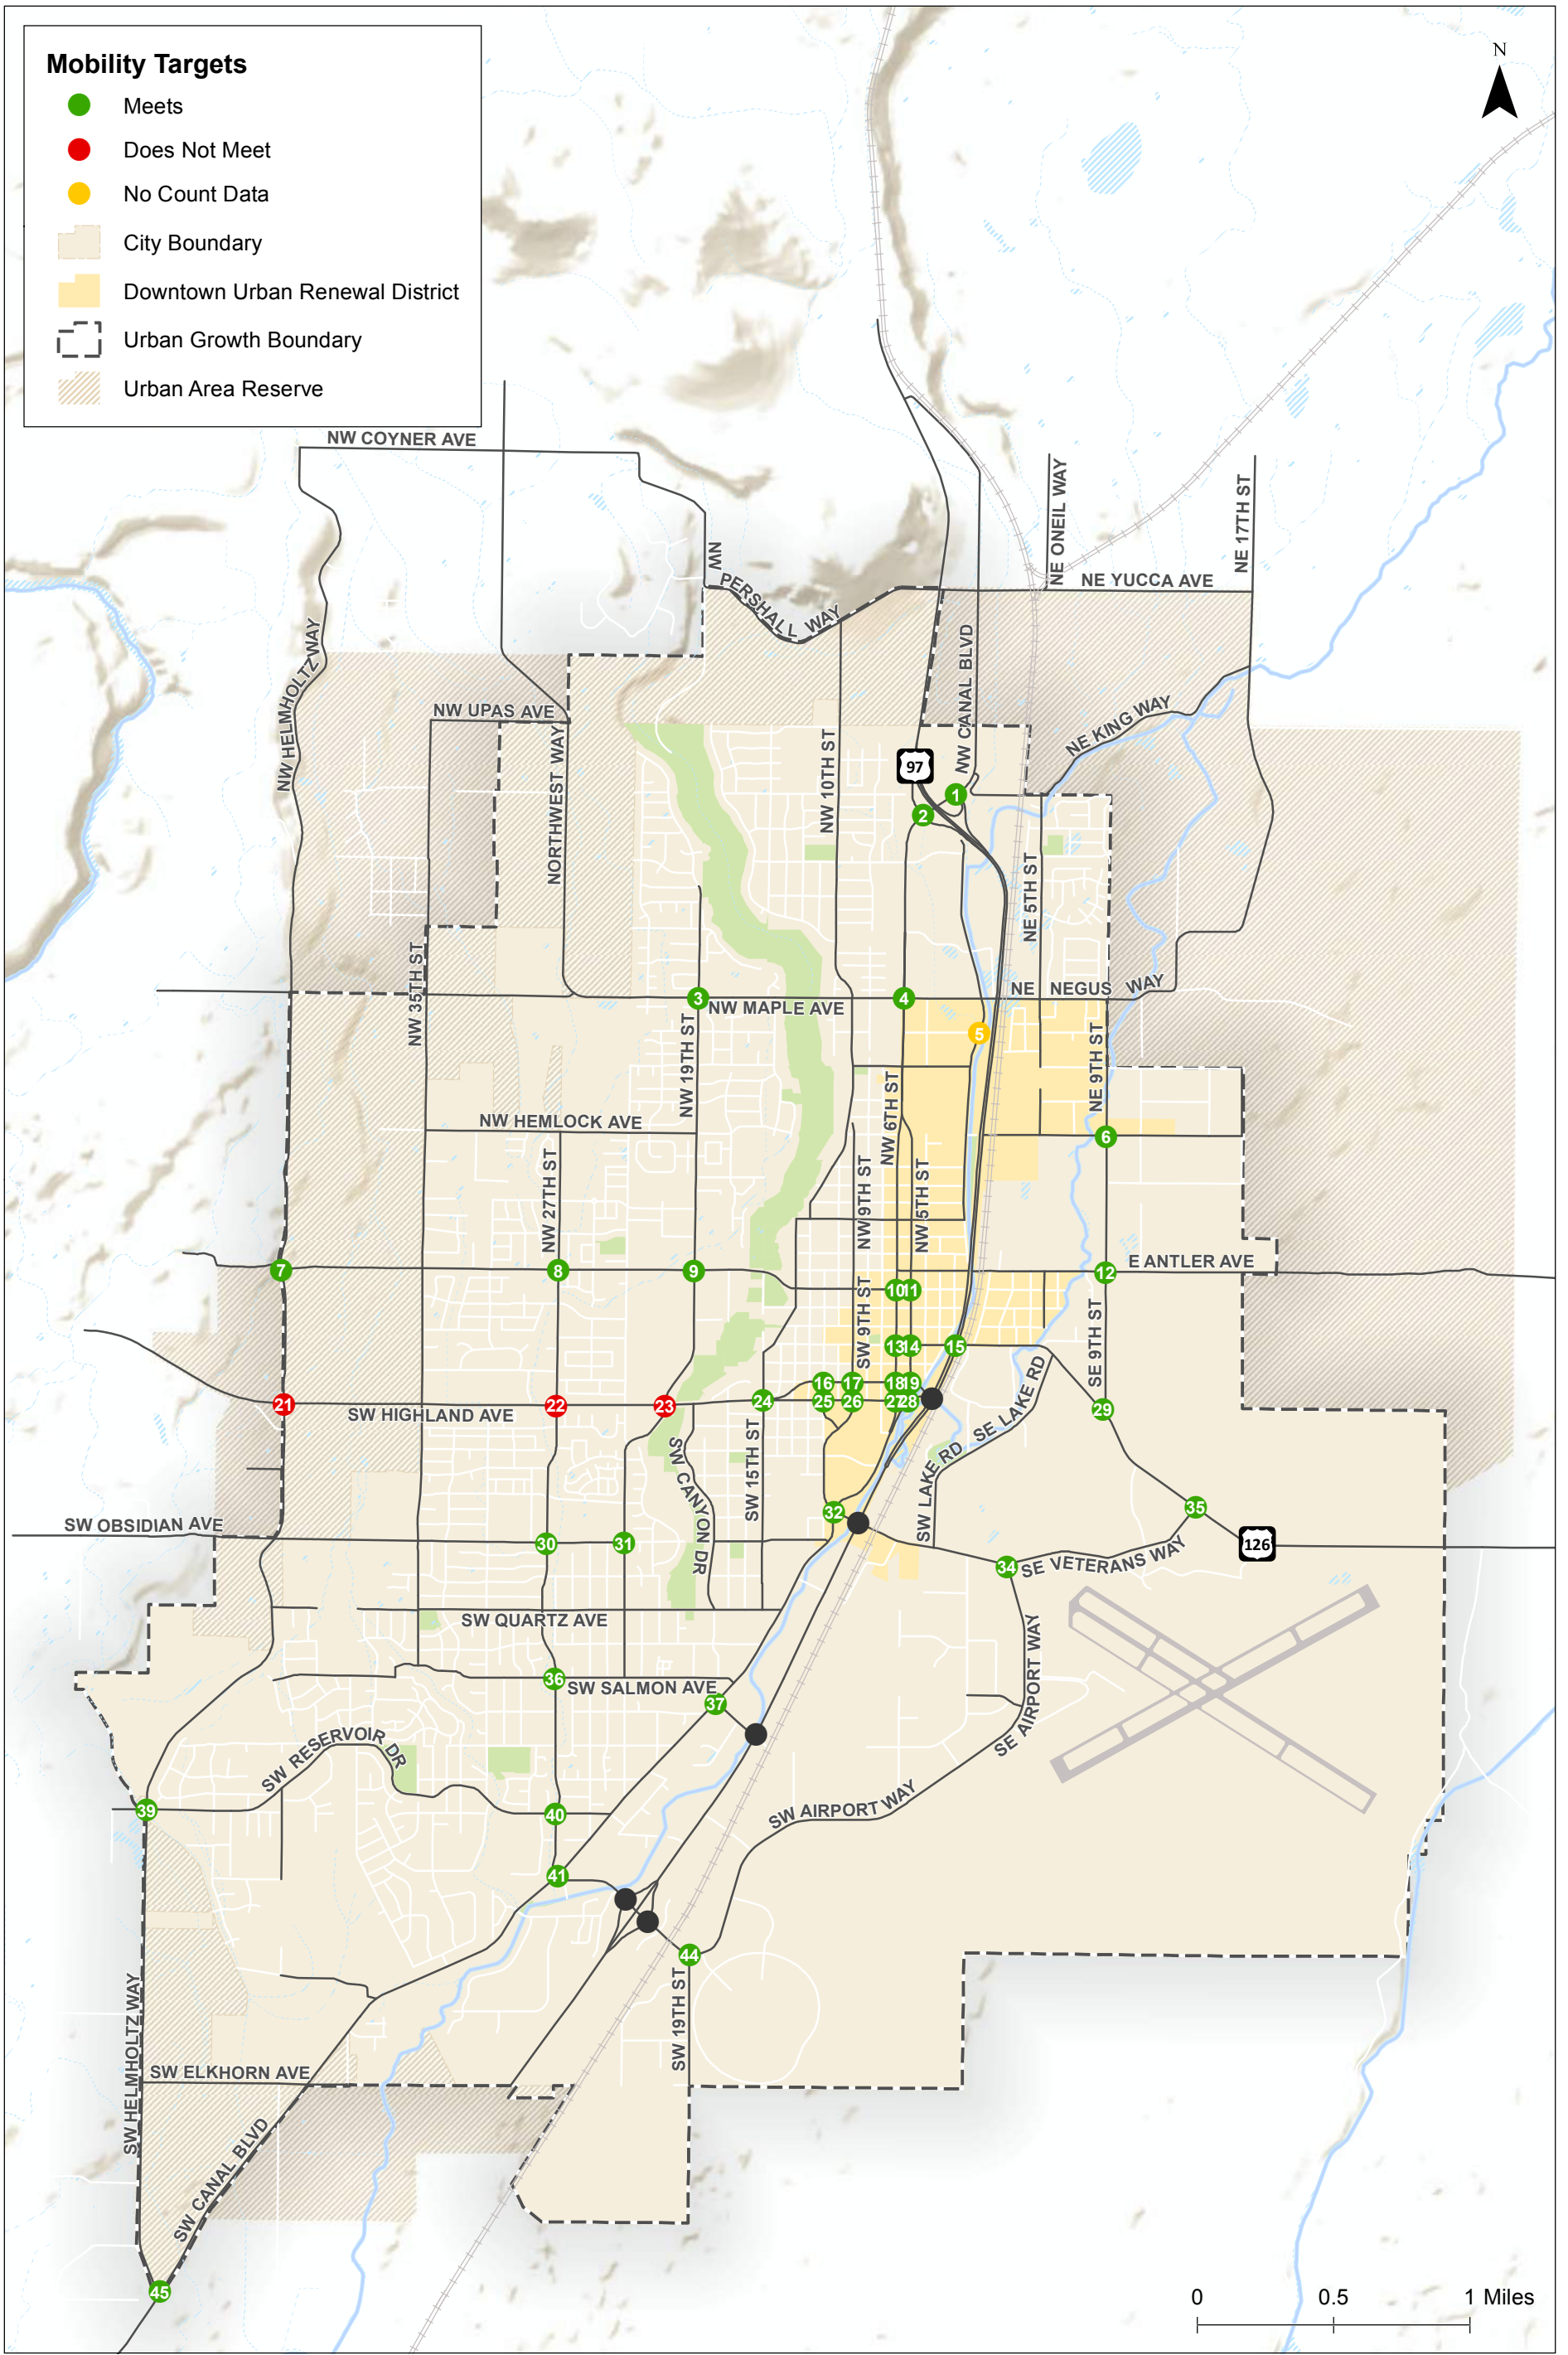 N
Mobility Targets
Meets
Does Not Meet
No Count Data
City Boundary
Downtown Urban Renewal District
Urban Growth Boundary
Urban Area Reserve
NW COYNER AVE
NE ONEIL WAY
NE 17TH ST
NW
PERSHALL WAY
NE YUCCA AVE
NW HELMHOLTZ WAY
NW UPAS AVE
NORTHWEST WAY
NW 10TH ST
NW CANAL BLVD
NE KING WAY
97
1
2
NE 5TH ST
NW 35TH ST
3
NW MAPLE AVE
4
NE NEGUS WAY
5
NW 19TH ST
NW 6TH ST
NE 9TH ST
NW HEMLOCK AVE
6
NW 27TH ST
NW 9TH ST
NW 5TH ST
7
8
9
12
E ANTLER AVE
10
11
SW 9TH ST
SE 9TH ST
13
14
15
16
17
18
19
21
22
23
24
25
26
27
28
29
SW HIGHLAND AVE
SW CANYON DR
SW 15TH ST
SW LAKE RD
SE LAKE RD
SW OBSIDIAN AVE
30
31
32
35
126
34
SE VETERANS WAY
SW QUARTZ AVE
SE AIRPORT WAY
36
SW SALMON AVE
37
SW RESERVOIR DR
39
40
SW AIRPORT WAY
41
44
SW 19TH ST
SW HELMHOLTZ WAY
SW ELKHORN AVE
SW CANAL BLVD
45
0 0.5 1 Miles